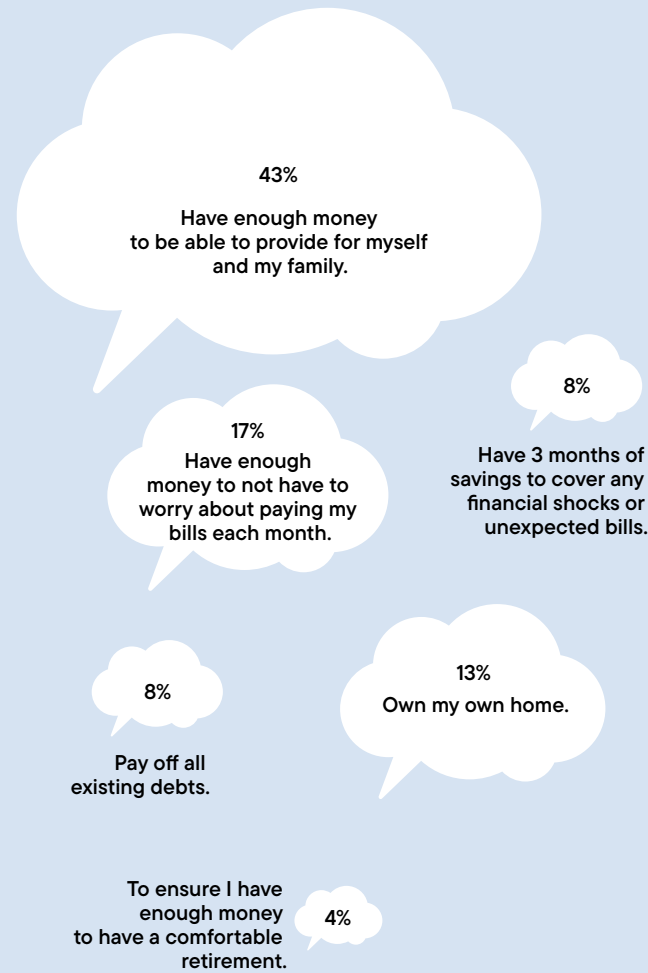 43%
Have enough money
to be able to provide for myself
and my family.
8%
Have 3 months of
savings to cover any
financial shocks or
unexpected bills.
17%
Have enough
money to not have to
worry about paying my
bills each month.
8%
Pay off all
existing debts.
13%
Own my own home.
To ensure I have
enough money
to have a comfortable
retirement.
4%